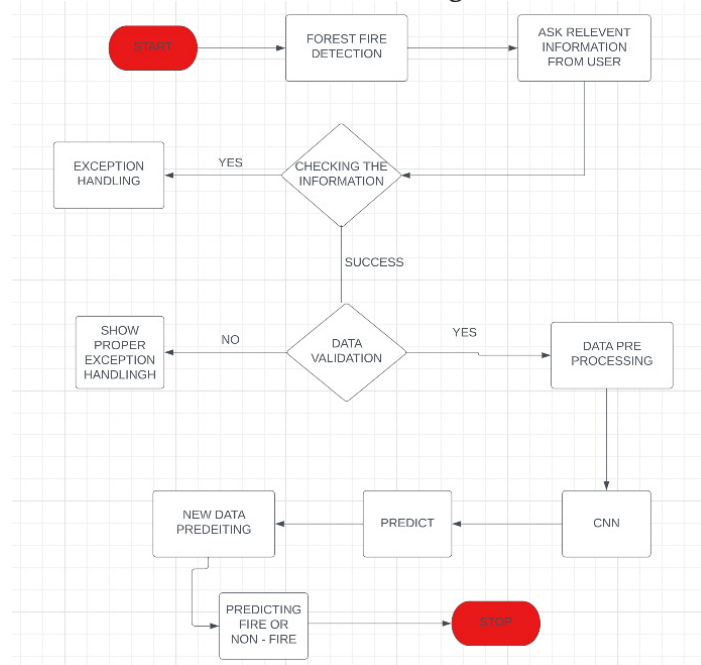 START
FOREST FIRE
DETECTION
ASK RELEVENT
INFORMATION
FROM USER
EXCEPTION
HANDLING
YES
CHECKING THE
INFORMATION
SUCCESS
SHOW
PROPER
EXCEPTION
HANDLINGH
NO
DATA
VALIDATION
YES
DATA PRE
PROCESSING
NEW DATA
PREDEITING
PREDICT
CNN
PREDICTING
FIRE OR
NON - FIRE
STOP